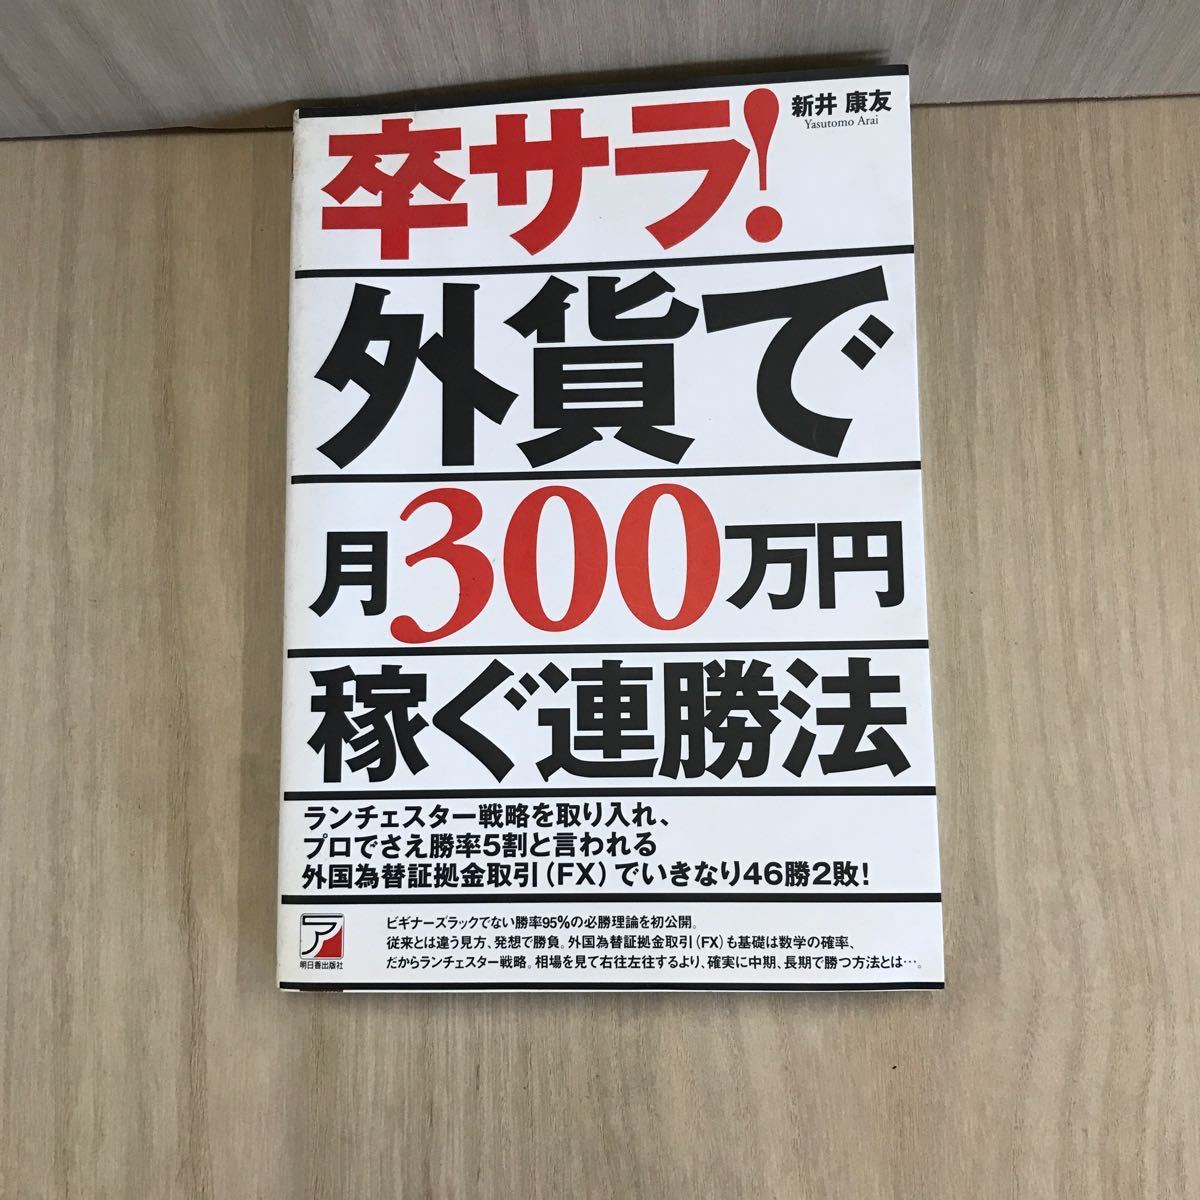 新井 康友
Yasutomo Arai
卒サラ!
外貨で
月300万円
稼ぐ連勝法
ランチェスター戦略を取り入れ、
プロでさえ勝率5割と言われる
外国為替証拠金取引(FX)でいきなり46勝2敗!
ア
明日香出版社
ビギナーズラックでない勝率95%の必勝理論を初公開。
従来とは違う見方、発想で勝負。外国為替証拠金取引(FX)も基礎は数学の確率、
だからランチェスター戦略。相場を見て右往左往するより、確実に中期、長期で勝つ方法とは…。